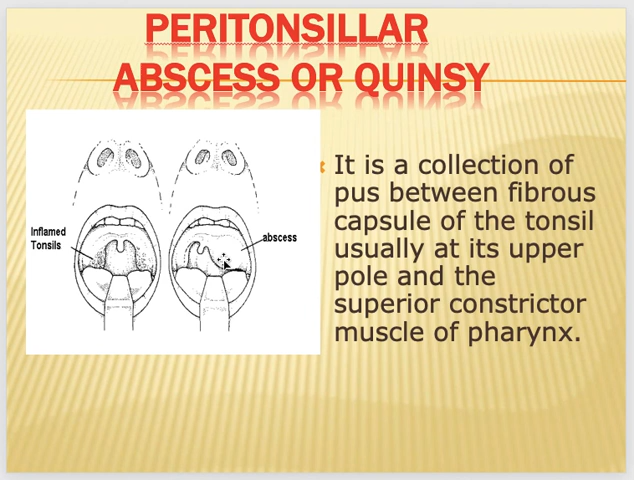 PERITONSILLAR
ABSCESS OR QUINSY
Inflamed
Tonsils
abscess
It is a collection of
pus between fibrous
capsule of the tonsil
usually at its upper
pole and the
superior constrictor
muscle of pharynx.